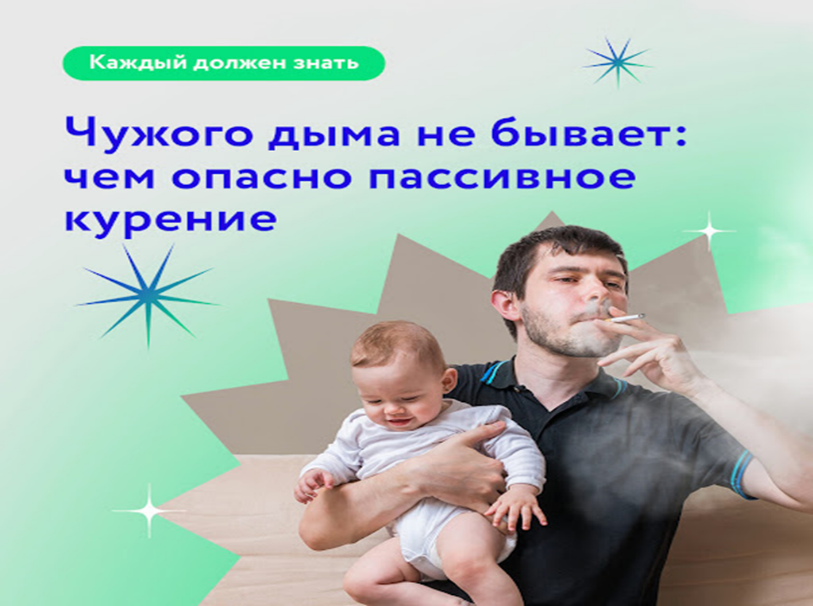 Каждый должен знать
Чужого дыма не бывает:
чем опасно пассивное
курение